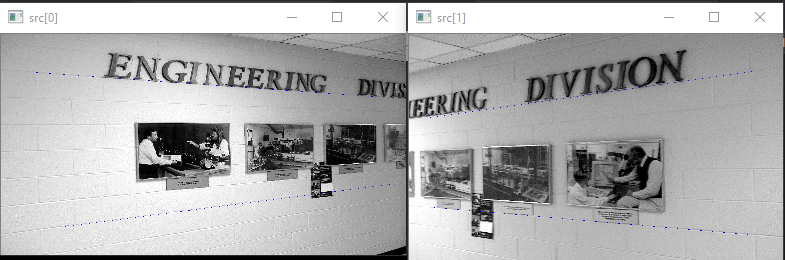 src[0]
ENGINEERING DIVIS
src[1]
EERING DIVISION